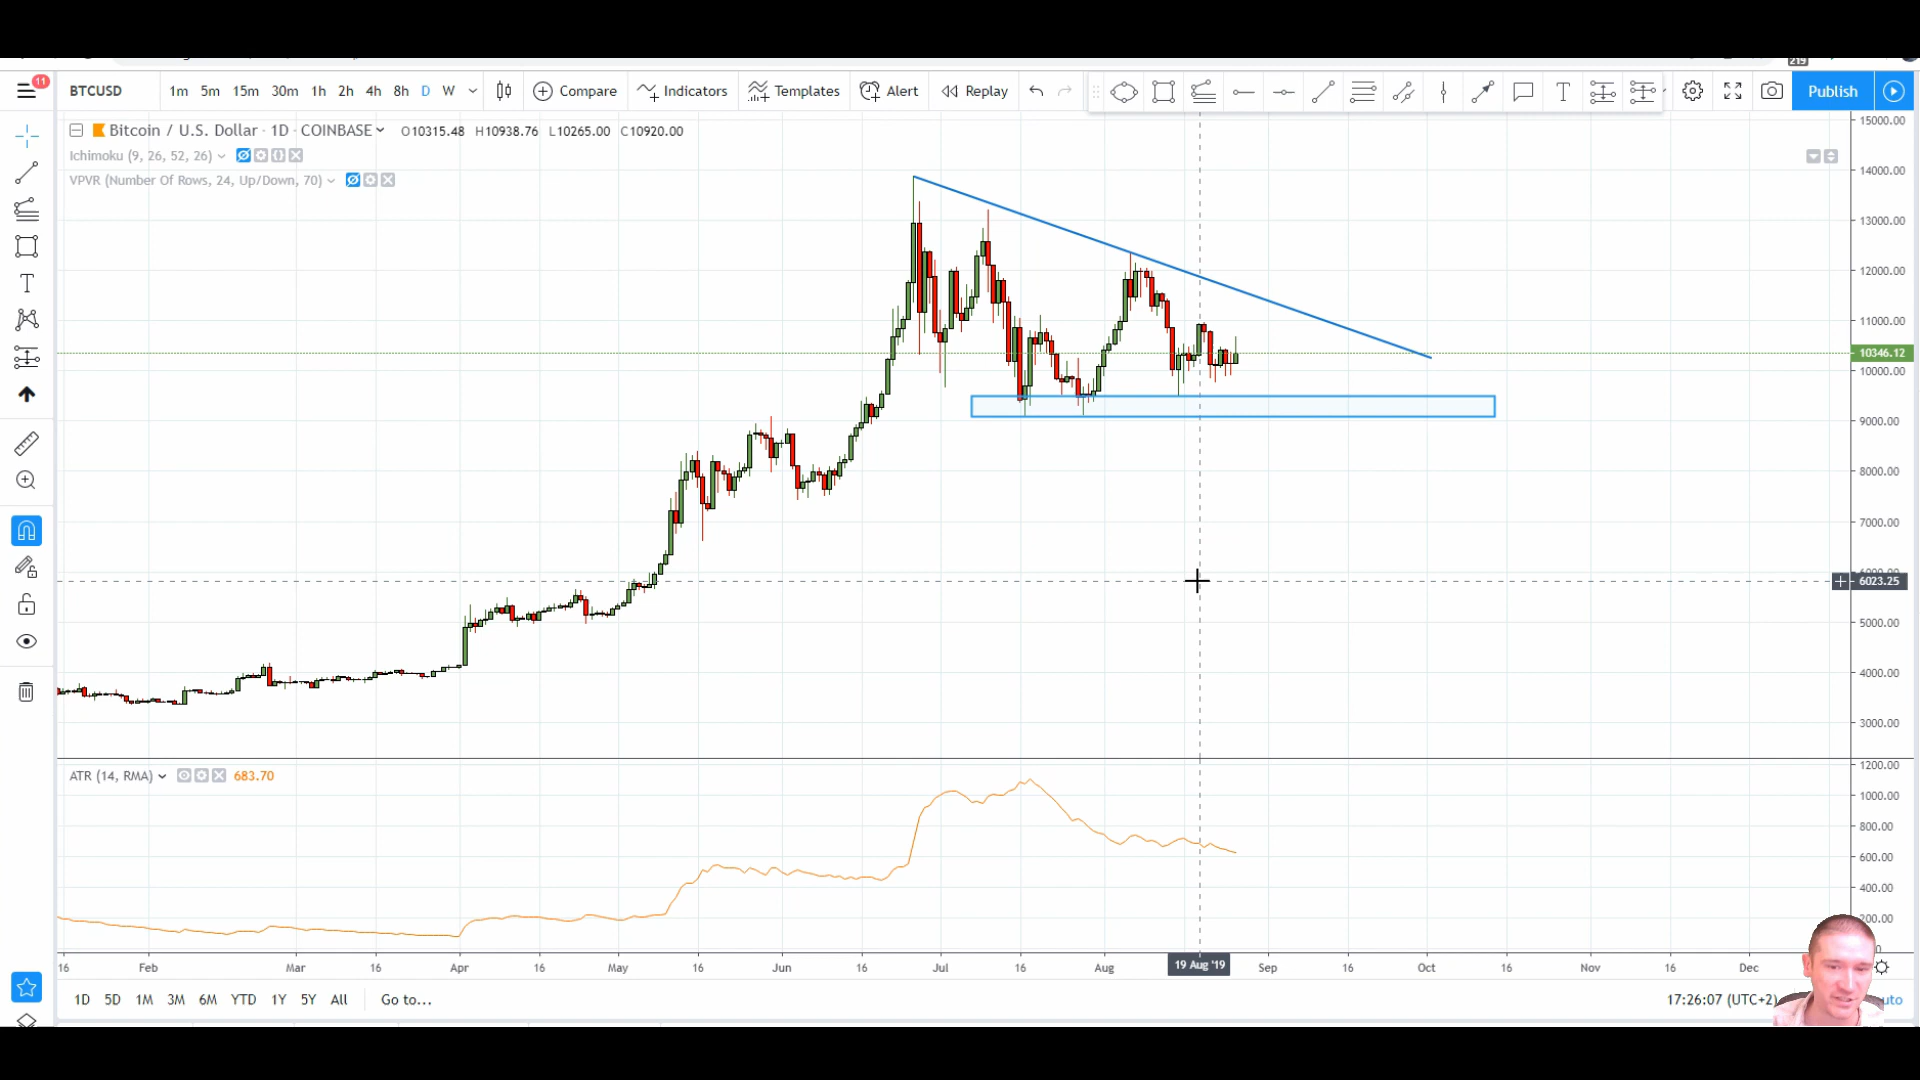 219
11
BTCUSD 1m 5m 15m 30m 1h 2h 4h 8h D W Compare Indicators Templates Alert Replay T Publish
Bitcoin / U.S. Dollar · 1D · COINBASE O10315.48 H10938.76 L10265.00 C10920.00
Ichimoku (9, 26, 52, 26)
VPVR (Number Of Rows, 24, Up/Down, 70)
T
15000.00
14000.00
13000.00
12000.00
11000.00
10346.12
10000.00
9000.00
8000.00
7000.00
6023.25
5000.00
4000.00
3000.00
ATR (14, RMA) 683.70
1200.00
1000.00
800.00
600.00
400.00
200.00
16 Feb Mar 16 Apr 16 May 16 Jun 16 Jul 16 Aug 19 Aug '19 Sep 16 Oct 16 Nov 16 Dec
1D 5D 1M 3M 6M YTD 1Y 5Y All Go to... 17:26:07 (UTC+2)